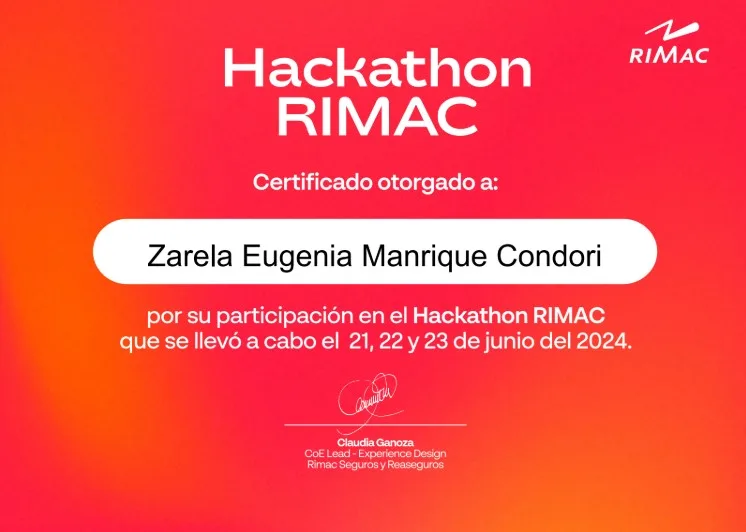 RIMAC
Hackathon
RIMAC
Certificado otorgado a:
Zarela Eugenia Manrique Condori
por su participación en el Hackathon RIMAC
que se llevó a cabo el 21, 22 y 23 de junio del 2024.
Claudia Ganoza
CoE Lead - Experience Design
Rimac Seguros y Reaseguros